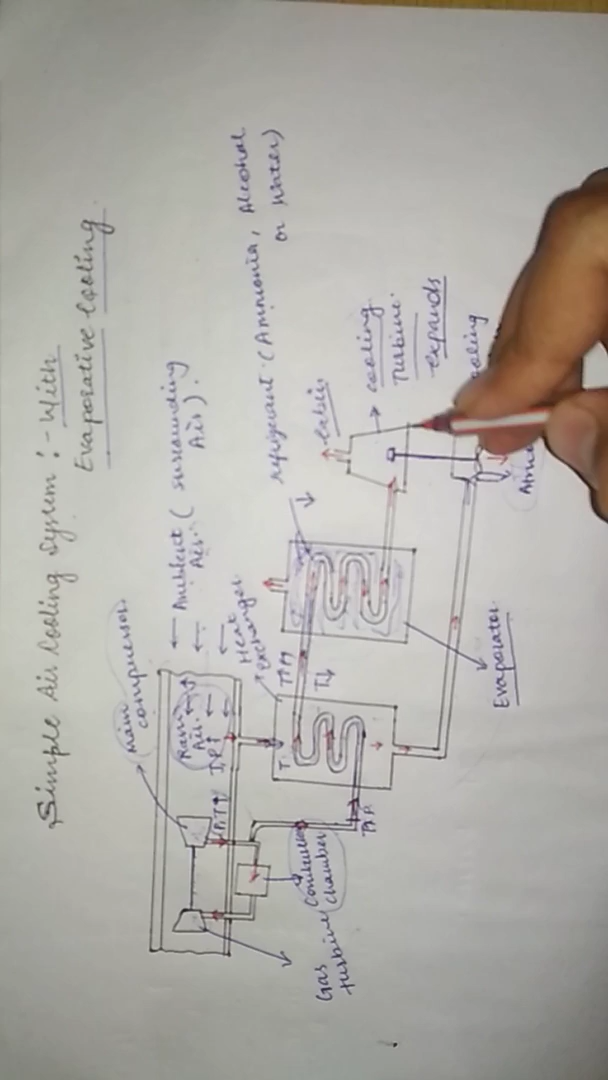 Simple Air Cooling System :- With
Evaporative Cooling.
Main
compressor
← Ambient ( surrounding
Air. Air ).
Ram
Air.
T,P↑
P,T↑
Heat
exchanger
refrigerant (Ammonia, Alcohol
or Water)
Cabin
Cooling
Turbine.
expands
T↓
T,P
Combustion
chamber
Gas
turbine
Evaporator